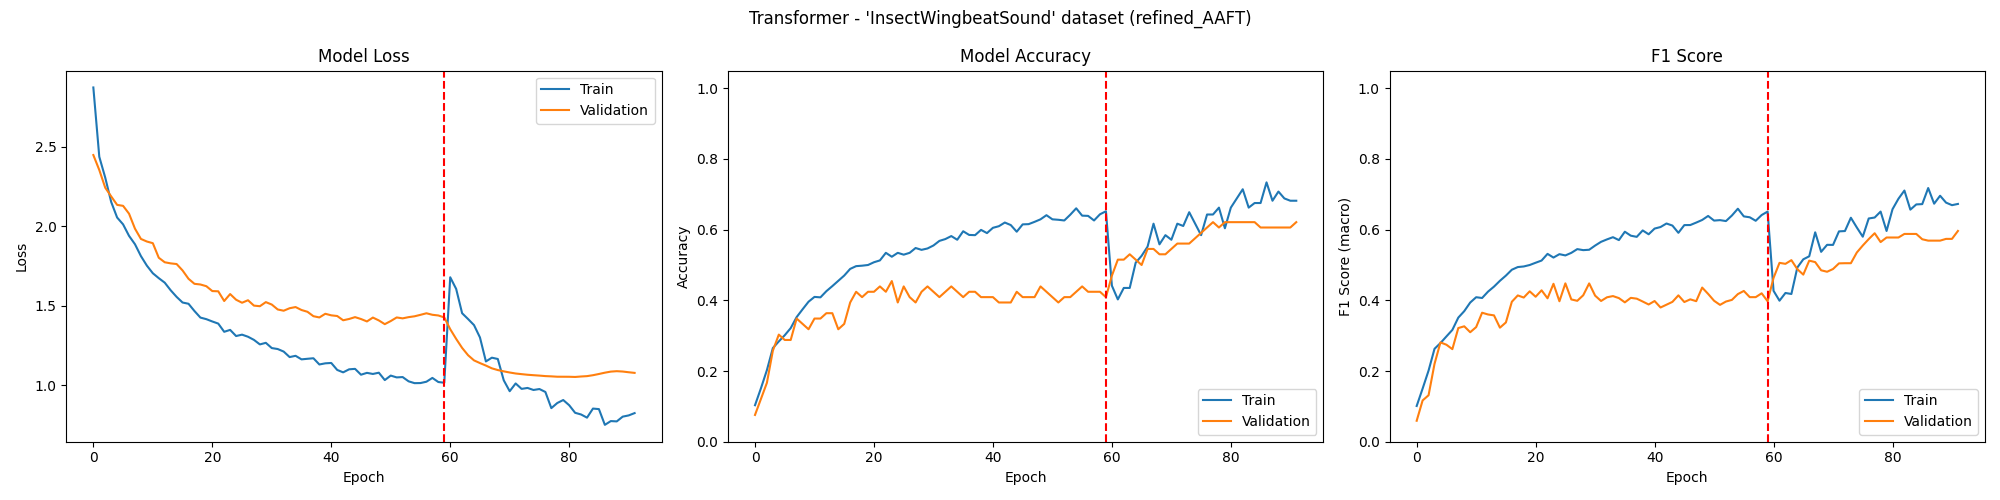 Transformer - 'InsectWingbeatSound' dataset (refined_AAFT)
Model Loss
Train
Validation
Loss
2.5
2.0
1.5
1.0
0 20 40 60 80
Epoch
Model Accuracy
Accuracy
1.0
0.8
0.6
0.4
0.2
0.0
Train
Validation
0 20 40 60 80
Epoch
F1 Score
F1 Score (macro)
1.0
0.8
0.6
0.4
0.2
0.0
Train
Validation
0 20 40 60 80
Epoch